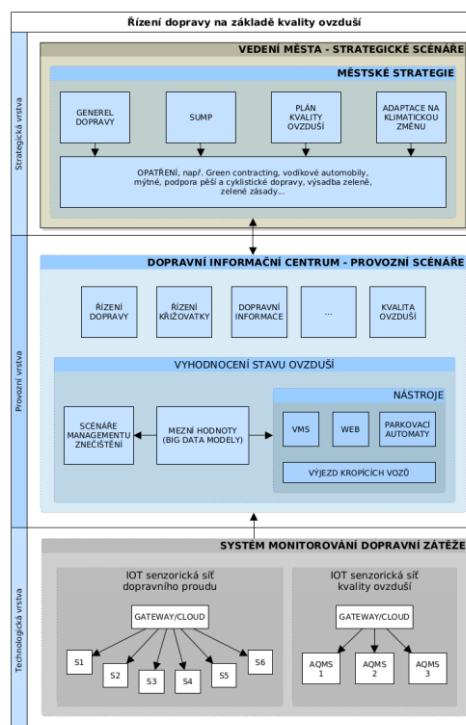 Řízení dopravy na základě kvality ovzduší
Strategická vrstva
VEDENÍ MĚSTA - STRATEGICKÉ SCÉNÁŘE
MĚSTSKÉ STRATEGIE
GENEREL
DOPRAVY
SUMP
PLÁN
KVALITY
OVZDUŠÍ
ADAPTACE NA
KLIMATICKOU
ZMĚNU
OPATŘENÍ, např. Green contracting, vodíkové automobily,
mýtné, podpora pěší a cyklistické dopravy, výsadba zeleně,
zelené zásady...
Provozní vrstva
DOPRAVNÍ INFORMAČNÍ CENTRUM - PROVOZNÍ SCÉNÁŘE
ŘÍZENÍ
DOPRAVY
ŘÍZENÍ
KŘIŽOVATKY
DOPRAVNÍ
INFORMACE
...
KVALITA
OVZDUŠÍ
VYHODNOCENÍ STAVU OVZDUŠÍ
SCÉNÁŘE
MANAGEMENTU
ZNEČIŠTĚNÍ
MEZNÍ HODNOTY
(BIG DATA MODELY)
NÁSTROJE
VMS
WEB
PARKOVACÍ
AUTOMATY
VÝJEZD KROPÍCÍCH VOZŮ
Technologická vrstva
SYSTÉM MONITOROVÁNÍ DOPRAVNÍ ZÁTĚŽE
IOT senzorická síť
dopravního proudu
GATEWAY/CLOUD
S1
S2
S3
S4
S5
S6
IOT senzorická síť
kvality ovzduší
GATEWAY/CLOUD
AQMS
1
AQMS
2
AQMS
3